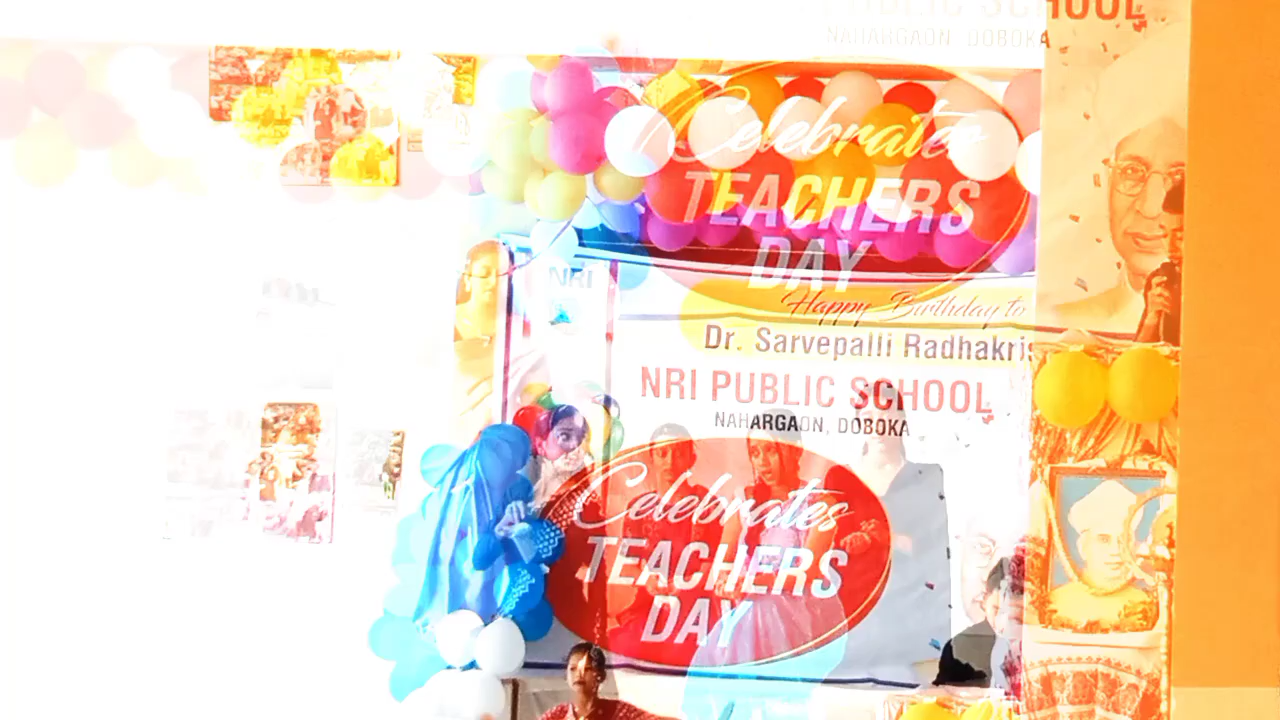 PUBLIC SCHOOL
NAHARGAON, DOBOKA
Celebrates
TEACHERS
DAY
NRI
Happy Birthday to
Dr. Sarvepalli Radhakris
NRI PUBLIC SCHOOL
NAHARGAON, DOBOKA
Celebrates
TEACHERS
DAY